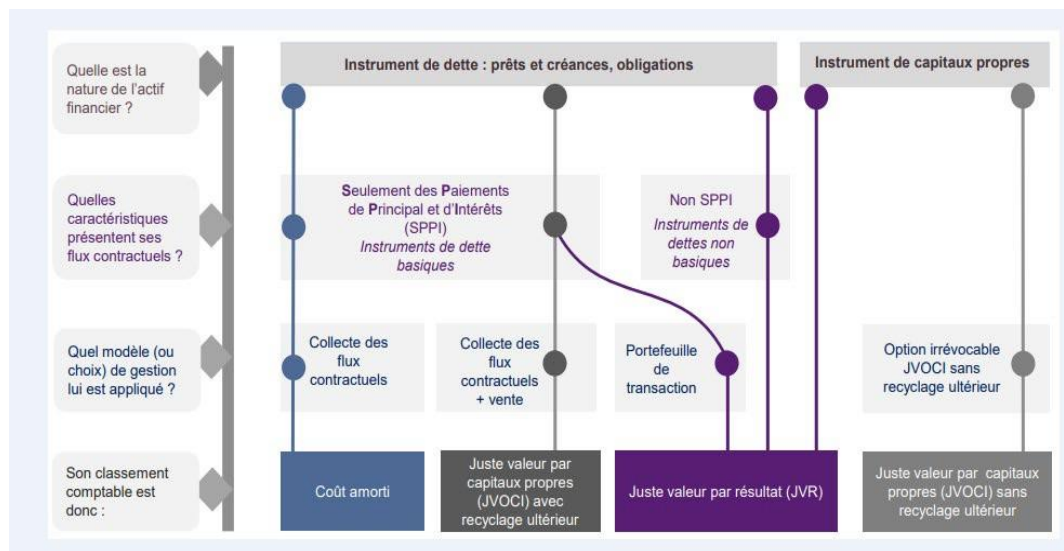 Quelle est la
nature de l'actif
financier ?
Instrument de dette : prêts et créances, obligations
Instrument de capitaux propres
Quelles
caractéristiques
présentent ses
flux contractuels ?
Seulement des Paiements
de Principal et d'Intérêts
(SPPI)
Instruments de dette
basiques
Non SPPI
Instruments de
dettes non
basiques
Quel modèle (ou
choix) de gestion
lui est appliqué ?
Collecte des
flux
contractuels
Collecte des
flux
contractuels
+ vente
Portefeuille
de
transaction
Option irrévocable
JVOCI sans
recyclage ultérieur
Son classement
comptable est
donc :
Coût amorti
Juste valeur par
capitaux propres
(JVOCI) avec
recyclage ultérieur
Juste valeur par résultat (JVR)
Juste valeur par capitaux
propres (JVOCI) sans
recyclage ultérieur